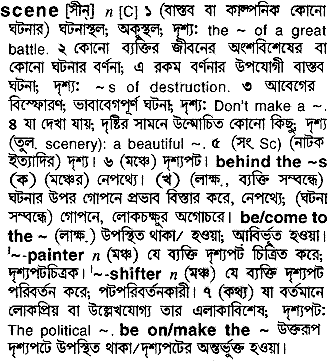 scene [সীন্] n [C] ১ (বাস্তব বা কাল্পনিক কোনো
ঘটনার) ঘটনাস্থল; অকুস্থল; দৃশ্য: the ~ of a great
battle. ২ কোনো ব্যক্তির জীবনের অংশবিশেষের বা
কোনো ঘটনার বর্ণনা; এ রকম বর্ণনার উপযোগী বাস্তব
ঘটনা; দৃশ্য: ~s of destruction. ৩ আবেগের
বিস্ফোরণ; ভাবাবেগপূর্ণ ঘটনা; দৃশ্য: Don't make a ~.
৪ যা দেখা যায়; দৃষ্টির সামনে উন্মোচিত কোনো কিছু; দৃশ্য
(তুল. scenery): a beautiful ~. ৫ (সং Sc) (নাটক
ইত্যাদির) দৃশ্য। ৬ (মঞ্চে) দৃশ্যপট। behind the ~s
(ক) (মঞ্চের) নেপথ্যে। (খ) (লাক্ষ., ব্যক্তি সম্বন্ধে)
ঘটনার উপর গোপনে প্রভাব বিস্তার করে, নেপথ্যে; (ঘটনা
সম্বন্ধে) গোপনে, লোকচক্ষুর অগোচরে। be/come to
the ~ (লাক্ষ.) উপস্থিত থাকা/ হওয়া; আবির্ভূত হওয়া।
'~-painter n (মঞ্চ) যে ব্যক্তি দৃশ্যপট চিত্রিত করে;
দৃশ্যপটচিত্রক। '~-shifter n (মঞ্চ) যে ব্যক্তি দৃশ্যপট
পরিবর্তন করে; পটপরিবর্তনকারী। ৭ (কথ্য) যা বর্তমানে
লোকপ্রিয় বা উল্লেখযোগ্য তার এলাকাবিশেষ; দৃশ্যপট:
The political ~. be on/make the ~ উক্তরূপ
দৃশ্যপটে উপস্থিত থাকা/দৃশ্যপটের অন্তর্ভুক্ত হওয়া।